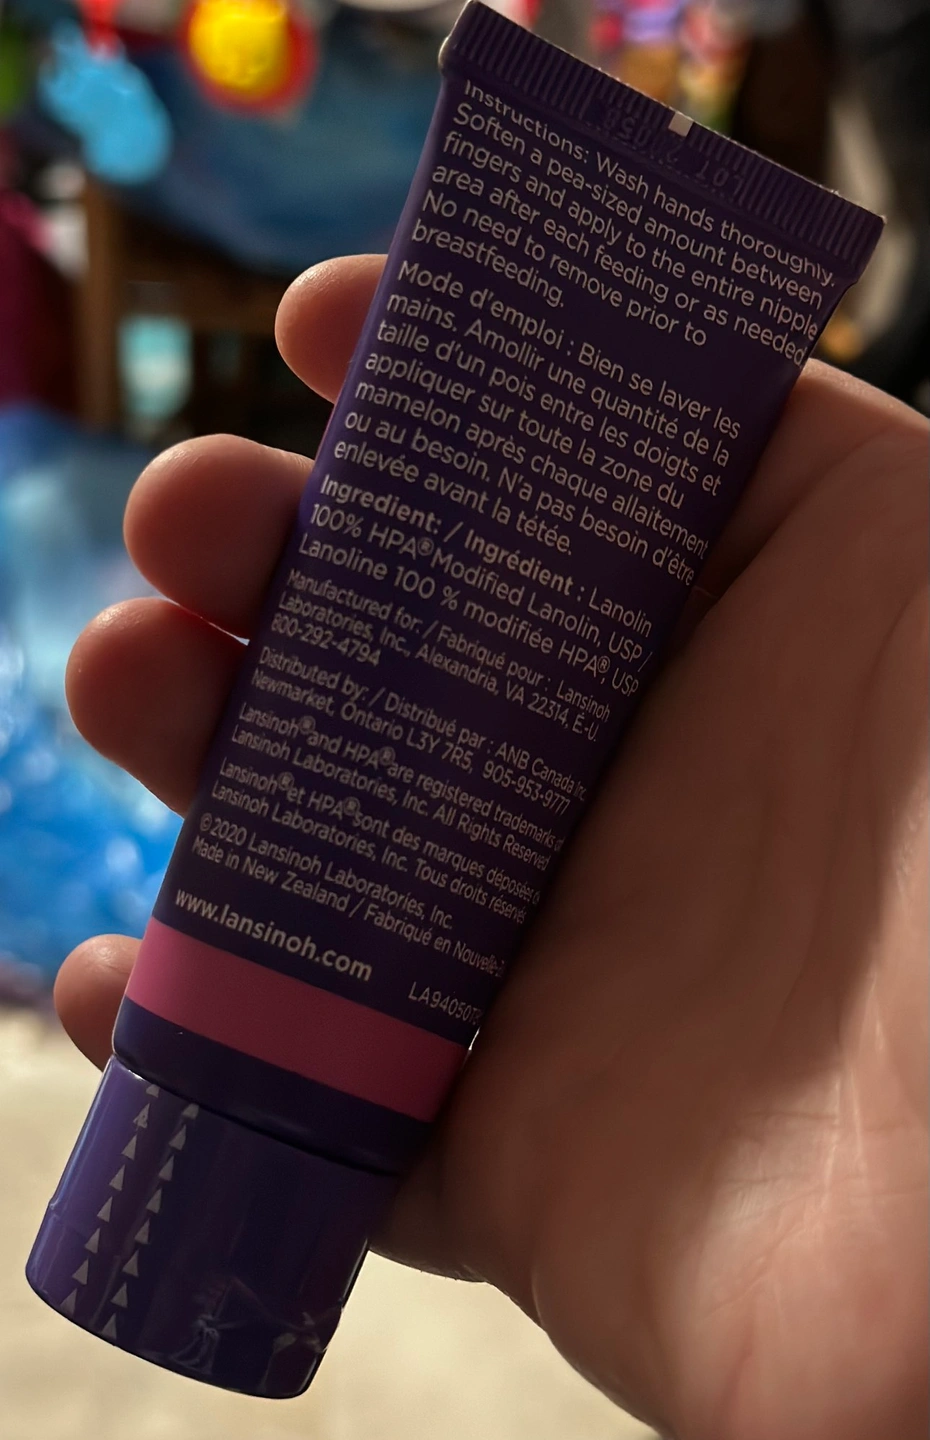 Instructions: Wash hands thoroughly.
Soften a pea-sized amount between
fingers and apply to the entire nipple
area after each feeding or as needed.
No need to remove prior to
breastfeeding.
Mode d'emploi : Bien se laver les
mains. Amollir une quantité de la
taille d'un pois entre les doigts et
appliquer sur toute la zone du
mamelon après chaque allaitement
ou au besoin. N'a pas besoin d'être
enlevée avant la tétée.
Ingredient: / Ingrédient : Lanolin
100% HPA® Modified Lanolin, USP /
Lanoline 100 % modifiée HPA®, USP
Manufactured for / Fabriqué pour : Lansinoh
Laboratories, Inc., Alexandria, VA 22314, É.-U.
800-292-4794
Distributed by: / Distribué par : ANB Canada Inc.
Newmarket, Ontario L3Y 7R5, 905-953-9777
Lansinoh® and HPA® are registered trademarks
Lansinoh Laboratories, Inc. All Rights Reserved
Lansinoh® et HPA® sont des marques déposées
Lansinoh Laboratories, Inc. Tous droits réservés
©2020 Lansinoh Laboratories, Inc.
Made in New Zealand / Fabriqué en
www.lansinoh.com